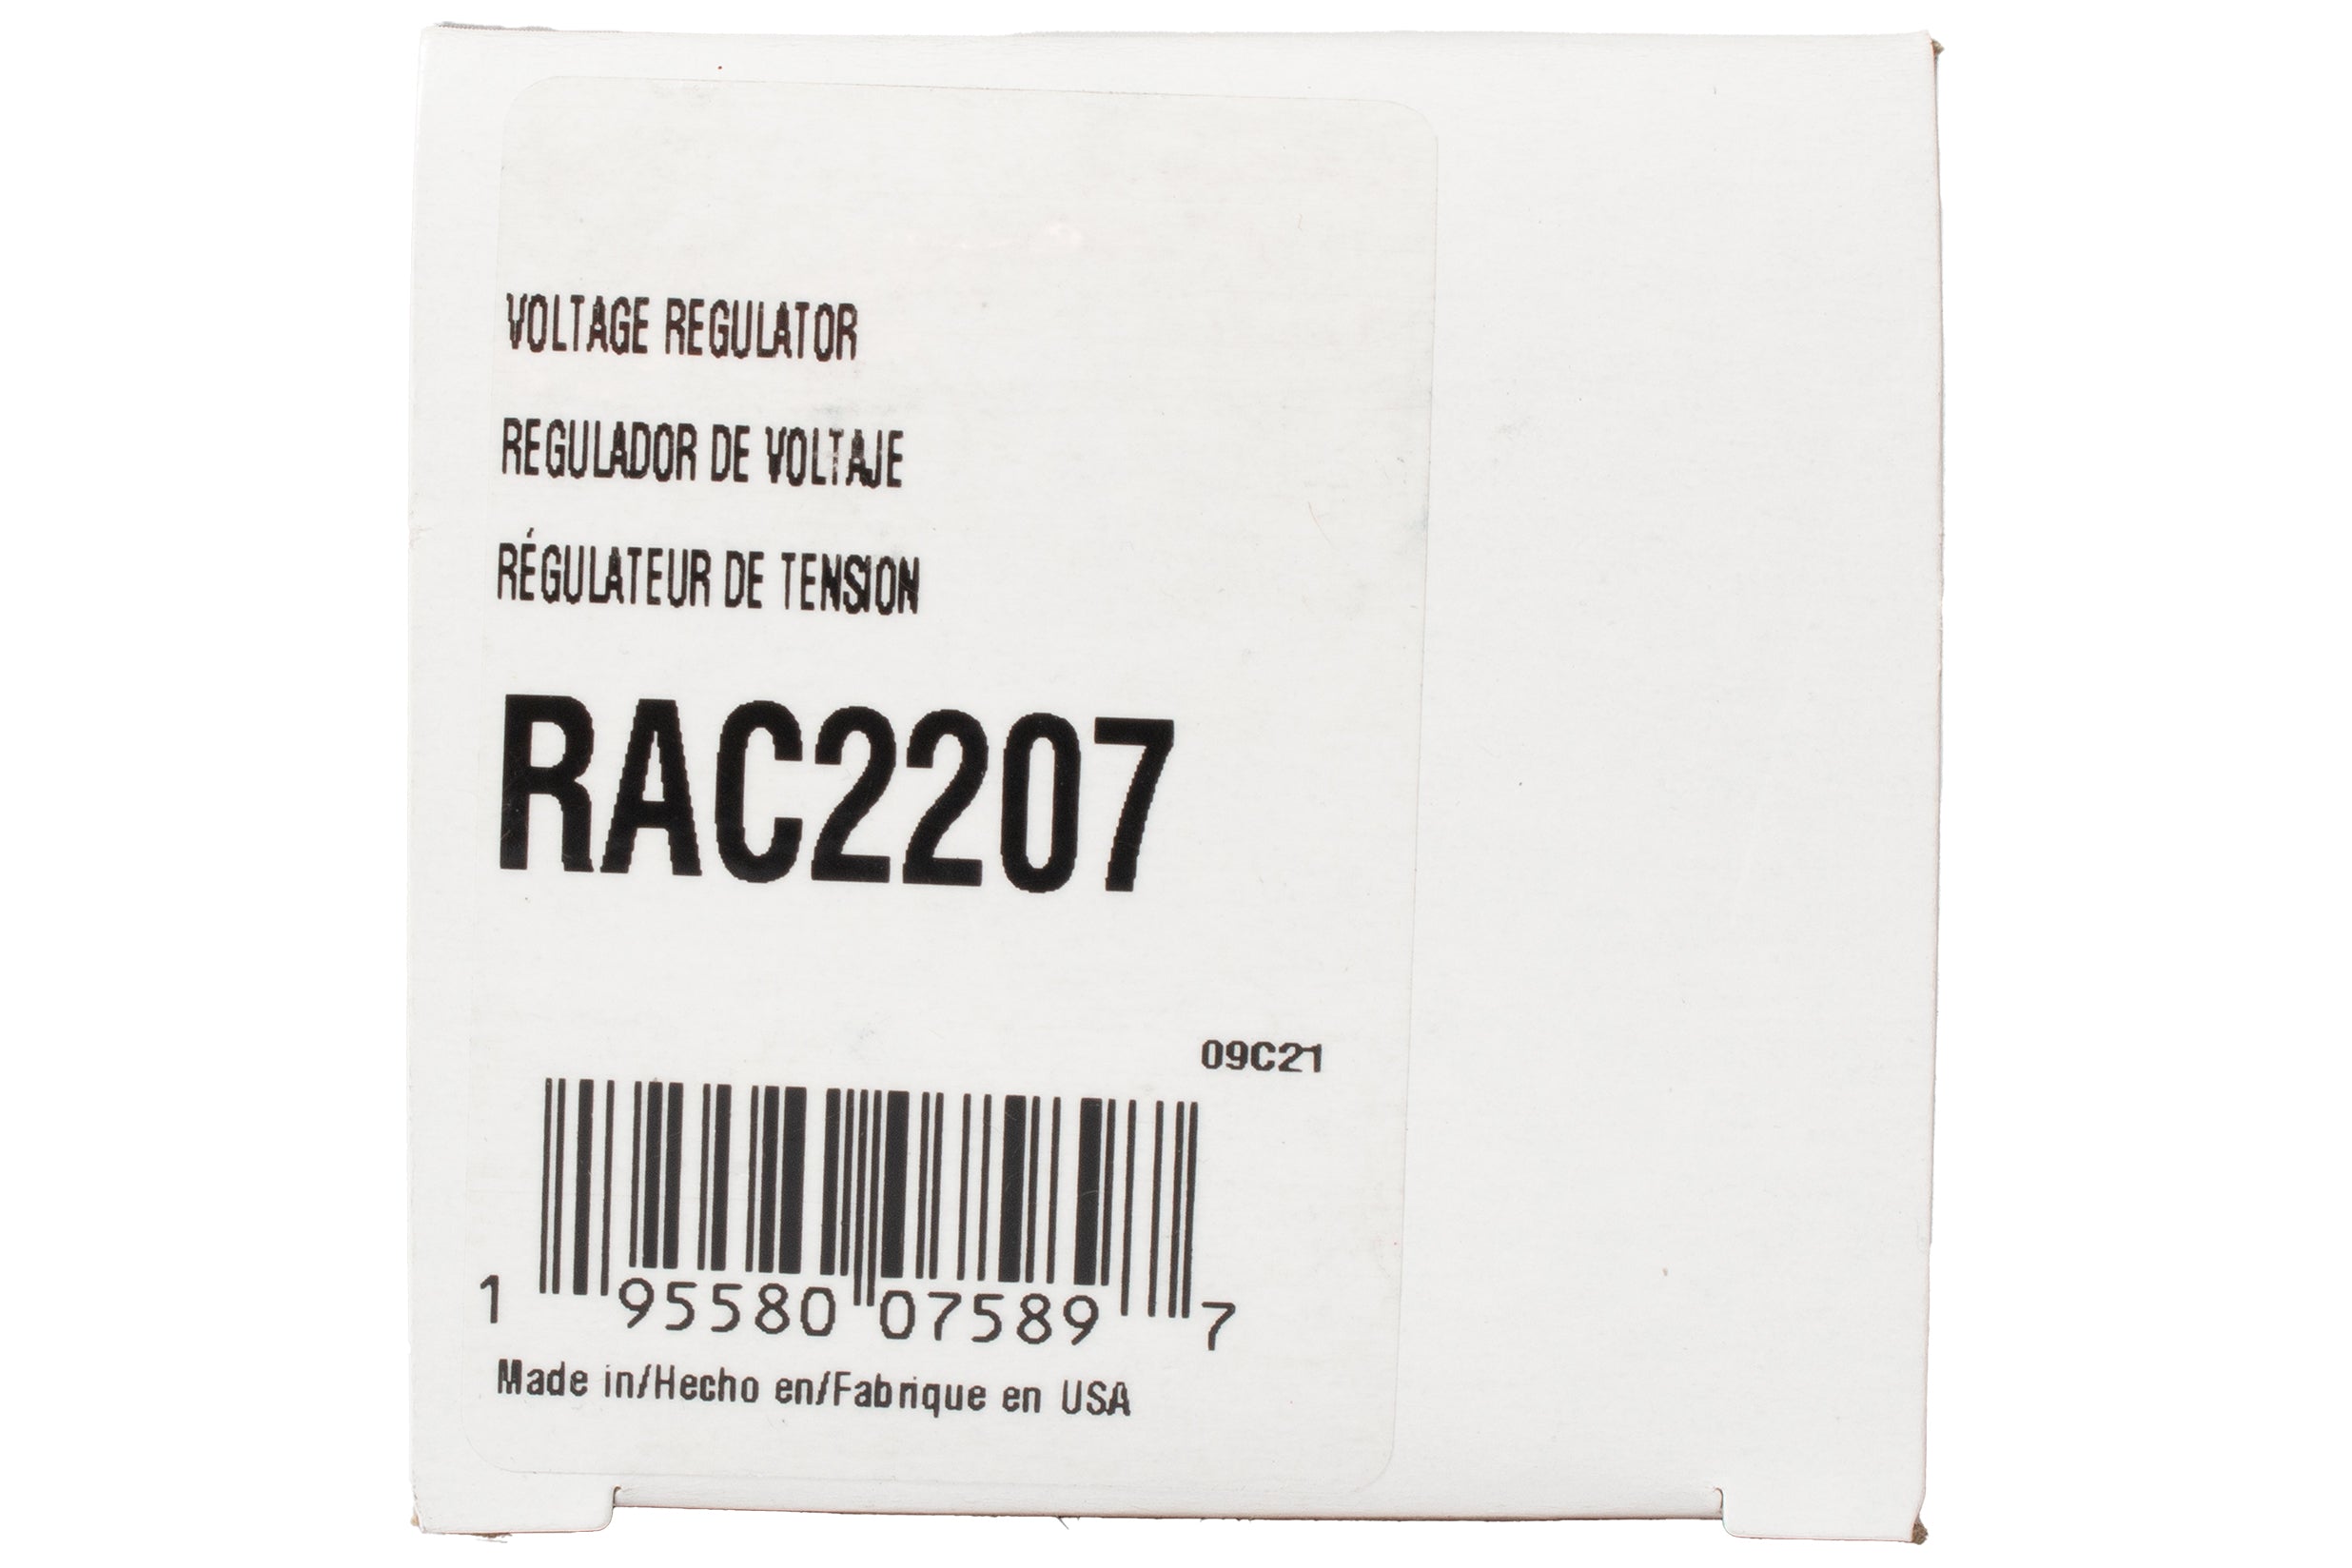 VOLTAGE REGULATOR
REGULADOR DE VOLTAJE
RÉGULATEUR DE TENSION
RAC2207
09C21
1 95580 07589 7
Made in/Hecho en/Fabrique en USA